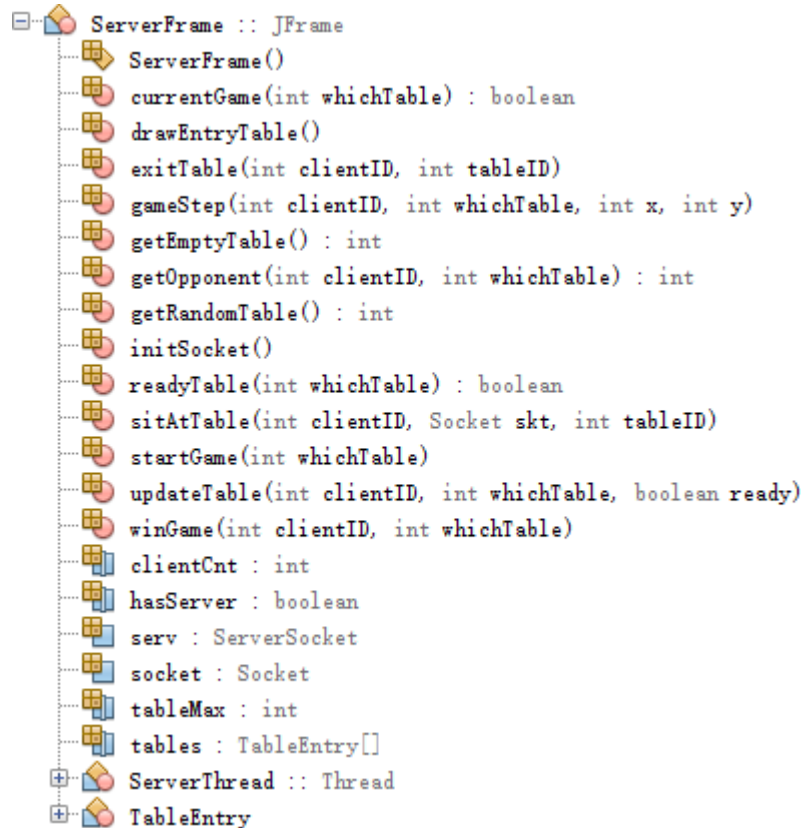 ServerFrame :: JFrame
ServerFrame()
currentGame(int whichTable) : boolean
drawEntryTable()
exitTable(int clientID, int tableID)
gameStep(int clientID, int whichTable, int x, int y)
getEmptyTable() : int
getOpponent(int clientID, int whichTable) : int
getRandomTable() : int
initSocket()
readyTable(int whichTable) : boolean
sitAtTable(int clientID, Socket skt, int tableID)
startGame(int whichTable)
updateTable(int clientID, int whichTable, boolean ready)
winGame(int clientID, int whichTable)
clientCnt : int
hasServer : boolean
serv : ServerSocket
socket : Socket
tableMax : int
tables : TableEntry[]
ServerThread :: Thread
TableEntry